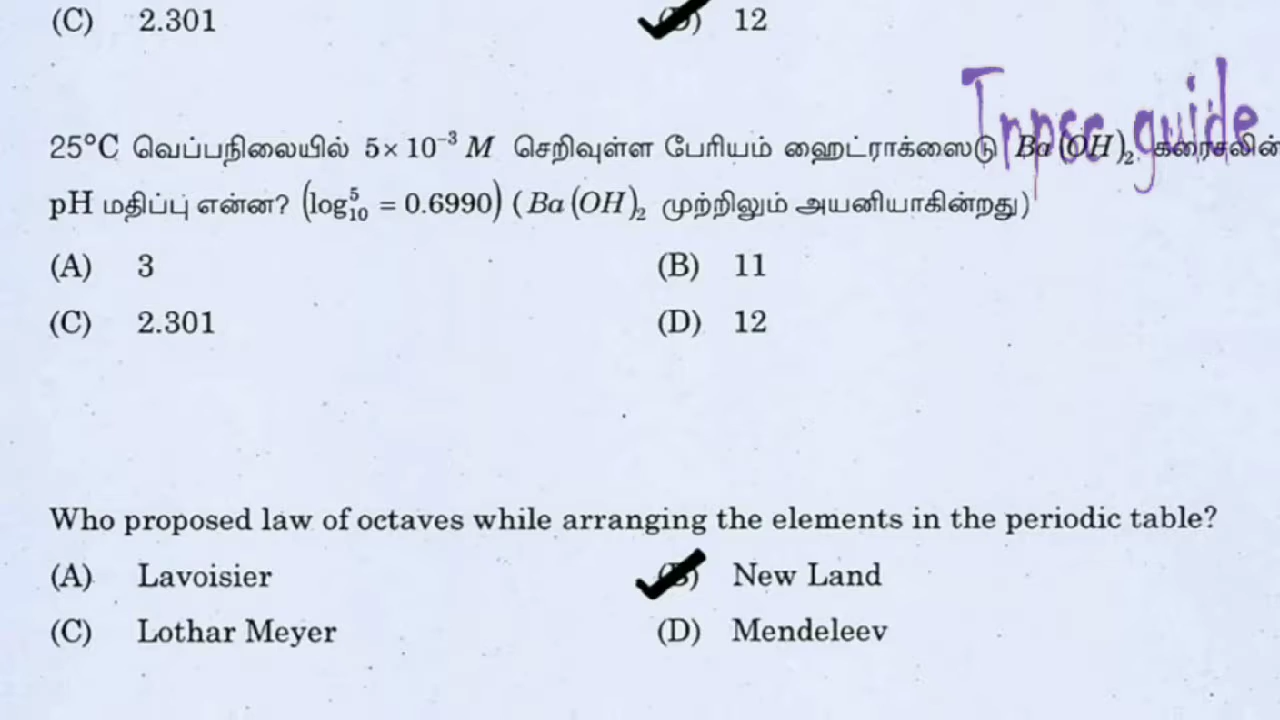 (C) 2.301 (D) 12
Tnpsc guide
25°C வெப்பநிலையில் 5× 10⁻³ M செறிவுள்ள பேரியம் ஹைட்ராக்ஸைடு Ba (OH)₂ கரைசலின்
pH மதிப்பு என்ன? (log₁₀⁵ = 0.6990) ( Ba (OH)₂ முற்றிலும் அயனியாகின்றது)
(A) 3 (B) 11
(C) 2.301 (D) 12
Who proposed law of octaves while arranging the elements in the periodic table?
(A) Lavoisier (B) New Land
(C) Lothar Meyer (D) Mendeleev